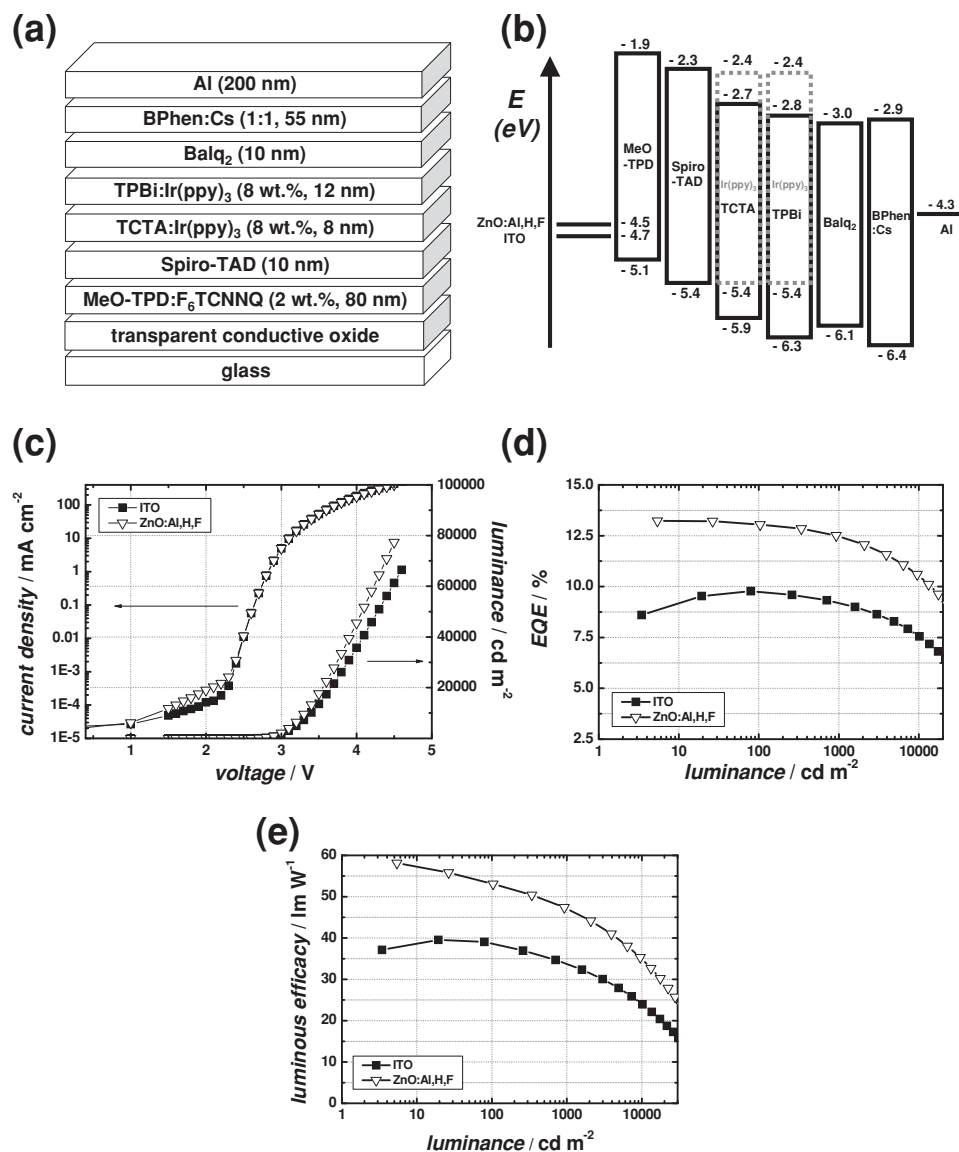 (a)
Al (200 nm)
BPhen:Cs (1:1, 55 nm)
Balq2 (10 nm)
TPBi:Ir(ppy)3 (8 wt.%, 12 nm)
TCTA:Ir(ppy)3 (8 wt.%, 8 nm)
Spiro-TAD (10 nm)
MeO-TPD:F6TCNNQ (2 wt.%, 80 nm)
transparent conductive oxide
glass
(b)
E
(eV)
ZnO:Al,H,F
ITO
- 4.5
- 4.7
- 1.9
MeO
-TPD
- 5.1
- 2.3
Spiro
-TAD
- 5.4
- 2.4
- 2.7
Ir(ppy)3
TCTA
- 5.4
- 5.9
- 2.4
- 2.8
Ir(ppy)3
TPBi
- 5.4
- 6.3
- 3.0
Balq2
- 6.1
- 2.9
BPhen
:Cs
- 6.4
- 4.3
Al
(c)
current density / mA cm-2
100
10
1
0.1
0.01
1E-3
1E-4
1E-5
ITO
ZnO:Al,H,F
1 2 3 4 5
voltage / V
100000
80000
60000
40000
20000
luminance / cd m-2
(d)
EQE / %
15.0
12.5
10.0
7.5
5.0
2.5
ITO
ZnO:Al,H,F
1 10 100 1000 10000
luminance / cd m-2
(e)
luminous efficacy / lm W-1
60
50
40
30
20
10
0
ITO
ZnO:Al,H,F
1 10 100 1000 10000
luminance / cd m-2